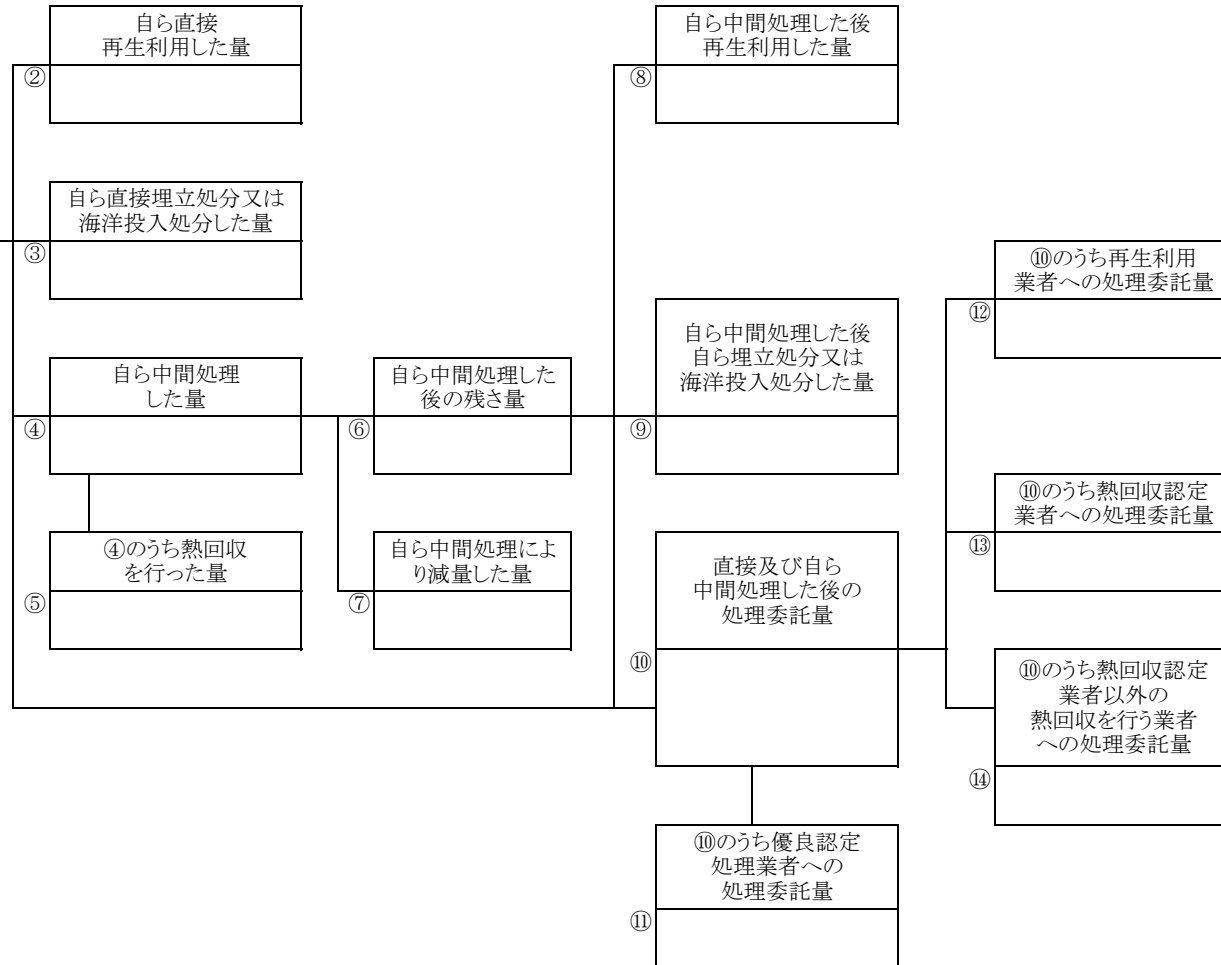 自ら直接
再生利用した量
②
自ら中間処理した後
再生利用した量
⑧
自ら直接埋立処分又は
海洋投入処分した量
③
⑩のうち再生利用
業者への処理委託量
⑫
自ら中間処理
した量
④
自ら中間処理した
後の残さ量
⑥
自ら中間処理した後
自ら埋立処分又は
海洋投入処分した量
⑨
⑩のうち熱回収認定
業者への処理委託量
⑬
④のうち熱回収
を行った量
⑤
自ら中間処理によ
り減量した量
⑦
直接及び自ら
中間処理した後の
処理委託量
⑩
⑩のうち熱回収認定
業者以外の
熱回収を行う業者
への処理委託量
⑭
⑩のうち優良認定
処理業者への
処理委託量
⑪